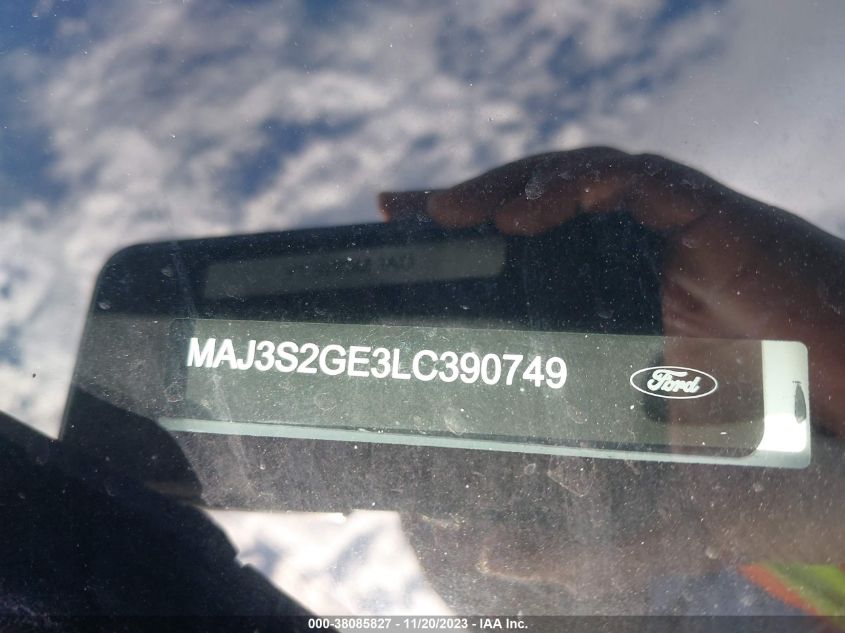 MAJ3S2GE3LC390749
Ford
000-38085827 - 11/20/2023 - IAA Inc.